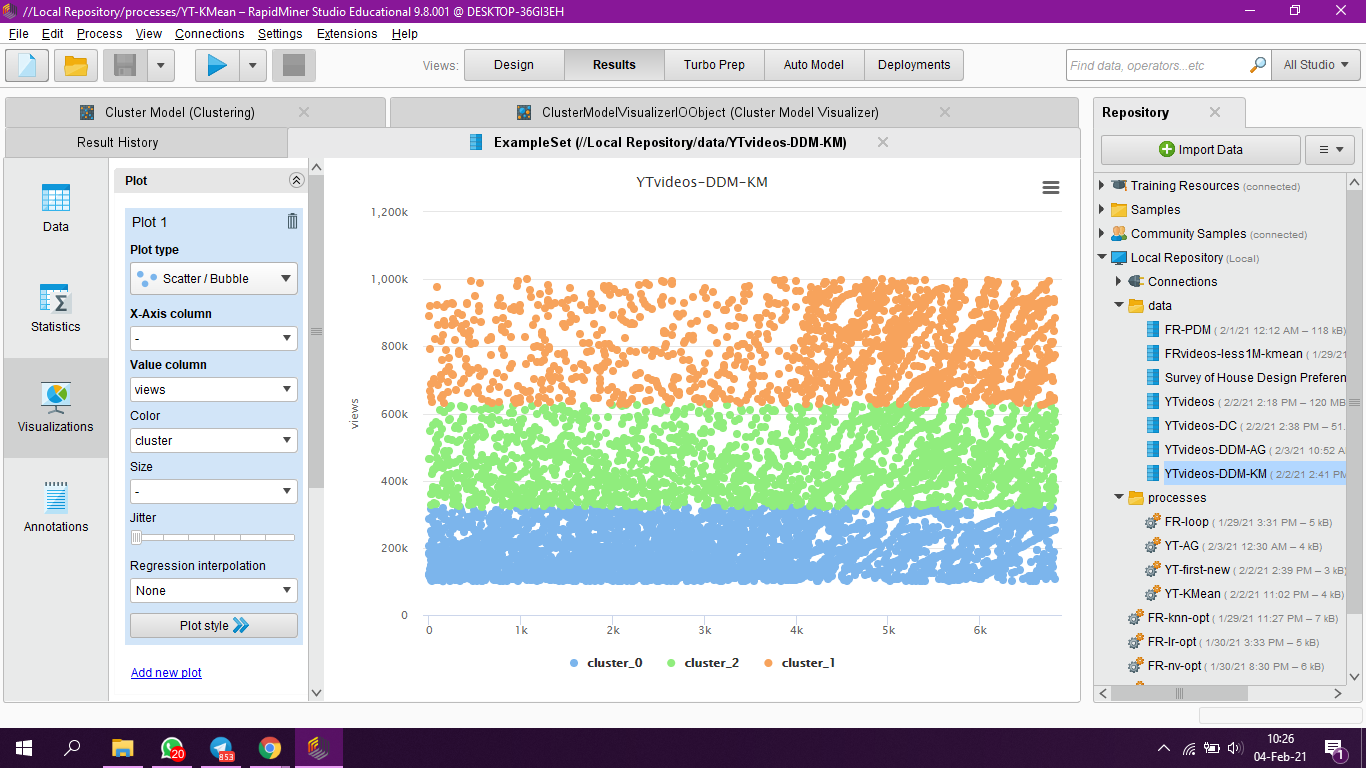 //Local Repository/processes/YT-KMean – RapidMiner Studio Educational 9.8.001 @ DESKTOP-36GI3EH
File Edit Process View Connections Settings Extensions Help
Views: Design Results Turbo Prep Auto Model Deployments Find data, operators...etc All Studio
Cluster Model (Clustering) ClusterModelVisualizerIOObject (Cluster Model Visualizer)
Result History ExampleSet (//Local Repository/data/YTvideos-DDM-KM)
Data
Statistics
Visualizations
Annotations
Plot
Plot 1
Plot type
Scatter / Bubble
X-Axis column
-
Value column
views
Color
cluster
Size
-
Jitter
Regression interpolation
None
Plot style
Add new plot
YTvideos-DDM-KM
views
1,200k
1,000k
800k
600k
400k
200k
0
0 1k 2k 3k 4k 5k 6k
cluster_0 cluster_2 cluster_1
Repository
Import Data
Training Resources (connected)
Samples
Community Samples (connected)
Local Repository (Local)
Connections
data
FR-PDM ( 2/1/21 12:12 AM – 118 kB)
FRvideos-less1M-kmean ( 1/29/21
Survey of House Design Preferen
YTvideos ( 2/2/21 2:18 PM – 120 MB
YTvideos-DC ( 2/2/21 2:38 PM – 51.
YTvideos-DDM-AG ( 2/3/21 10:52 A
YTvideos-DDM-KM ( 2/2/21 2:41 PM
processes
FR-loop ( 1/29/21 3:31 PM – 5 kB)
YT-AG ( 2/3/21 12:30 AM – 4 kB)
YT-first-new ( 2/2/21 2:39 PM – 3 kB)
YT-KMean ( 2/2/21 11:02 PM – 4 kB)
FR-knn-opt ( 1/29/21 11:27 PM – 7 kB)
FR-lr-opt ( 1/30/21 3:33 PM – 5 kB)
FR-nv-opt ( 1/30/21 8:30 PM – 6 kB)
20
853
10:26
04-Feb-21
1